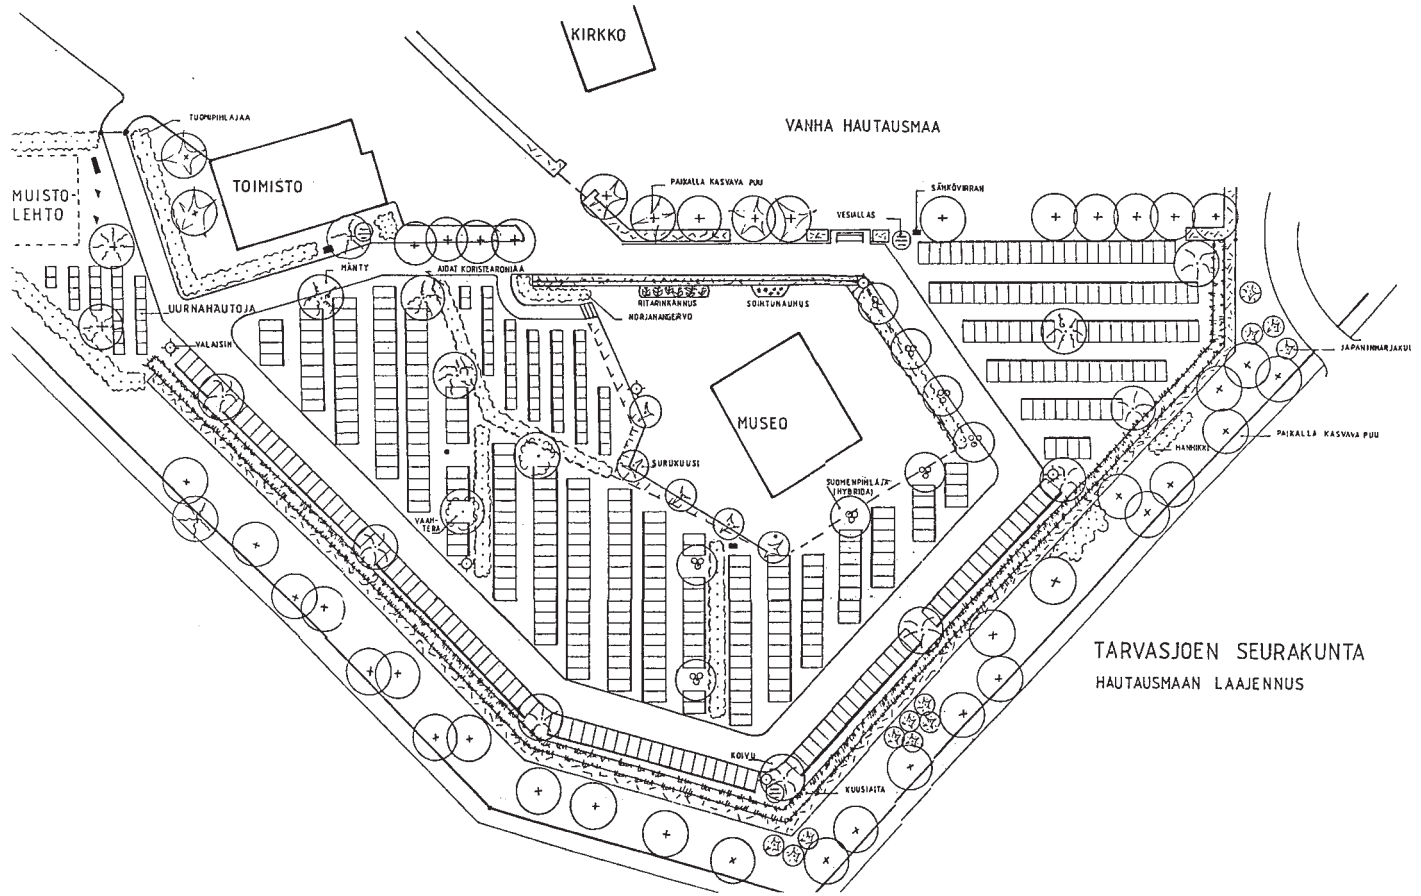 KIRKKO
VANHA HAUTAUSMAA
TUOMIPIHLAJAA
TOIMISTO
MUISTO-
LEHTO
PAIKALLA KASVAVA PUU
SÄHKÖVIRRAN
VESIALLAS
MÄNTY
AIDAT KORISTEARONIAA
UURNAHAUTOJA
RITARINKANNUS
SOIHTUNAUHUS
NORJANANGERVO
VALAISIN
JAPANINMARJAKUU
MUSEO
PAIKALLA KASVAVA PUU
HANHIKKI
SURUKUUSI
SUOMENPIHLAJA
(HYBRIDA)
VAAH-
TERA
TARVASJOEN SEURAKUNTA
HAUTAUSMAAN LAAJENNUS
KOIVU
KUUSIAITA